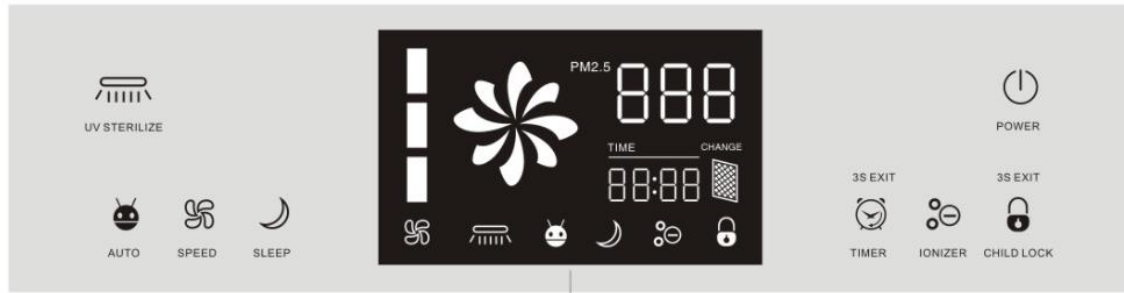 UV STERILIZE
AUTO SPEED SLEEP
PM2.5 888
TIME CHANGE
88:88
POWER
3S EXIT 3S EXIT
TIMER IONIZER CHILD LOCK